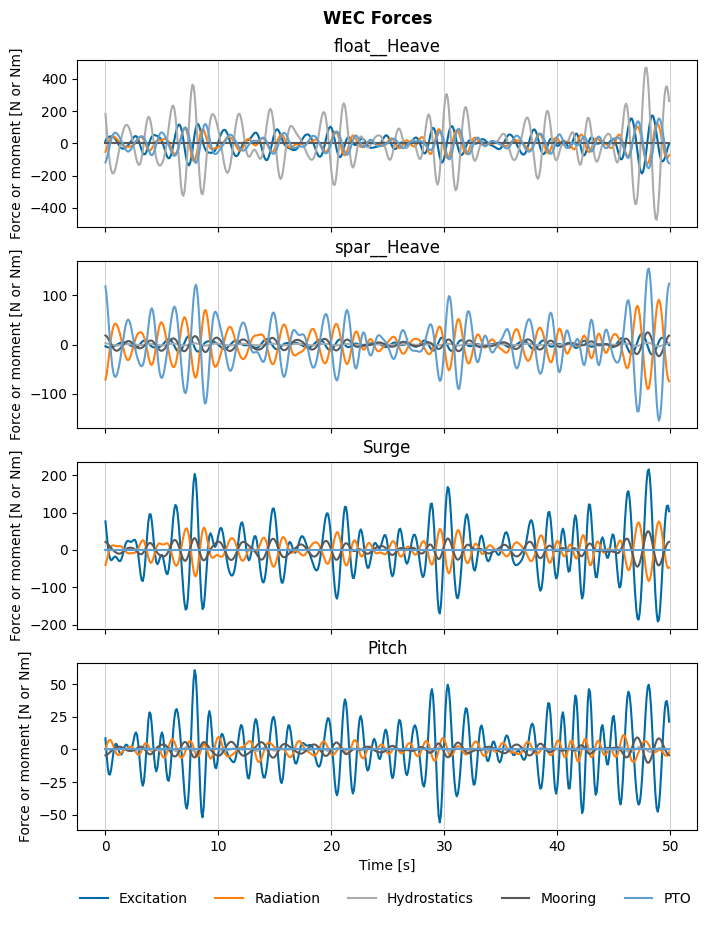 WEC Forces
float__Heave
Force or moment [N or Nm]
400
200
0
−200
−400
spar__Heave
Force or moment [N or Nm]
100
0
−100
Surge
Force or moment [N or Nm]
200
100
0
−100
−200
Pitch
Force or moment [N or Nm]
50
25
0
−25
−50
0 10 20 30 40 50
Time [s]
Excitation Radiation Hydrostatics Mooring PTO